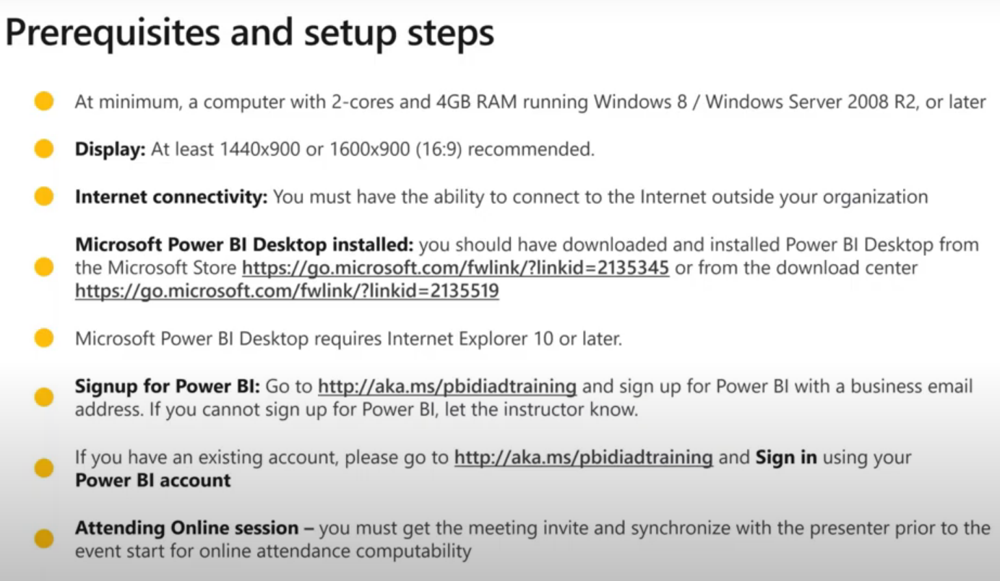 Prerequisites and setup steps
At minimum, a computer with 2-cores and 4GB RAM running Windows 8 / Windows Server 2008 R2, or later
Display: At least 1440x900 or 1600x900 (16:9) recommended.
Internet connectivity: You must have the ability to connect to the Internet outside your organization
Microsoft Power BI Desktop installed: you should have downloaded and installed Power BI Desktop from
the Microsoft Store https://go.microsoft.com/fwlink/?linkid=2135345 or from the download center
https://go.microsoft.com/fwlink/?linkid=2135519
Microsoft Power BI Desktop requires Internet Explorer 10 or later.
Signup for Power BI: Go to http://aka.ms/pbidiadtraining and sign up for Power BI with a business email
address. If you cannot sign up for Power BI, let the instructor know.
If you have an existing account, please go to http://aka.ms/pbidiadtraining and Sign in using your
Power BI account
Attending Online session – you must get the meeting invite and synchronize with the presenter prior to the
event start for online attendance computability